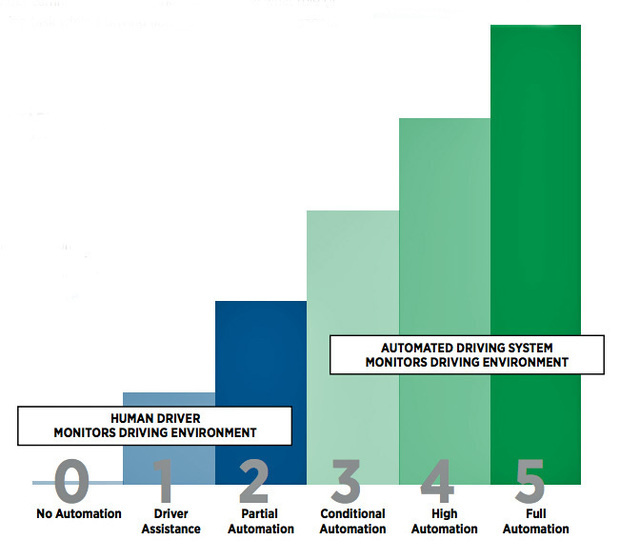 AUTOMATED DRIVING SYSTEM
MONITORS DRIVING ENVIRONMENT
HUMAN DRIVER
MONITORS DRIVING ENVIRONMENT
0
No Automation
1
Driver
Assistance
2
Partial
Automation
3
Conditional
Automation
4
High
Automation
5
Full
Automation